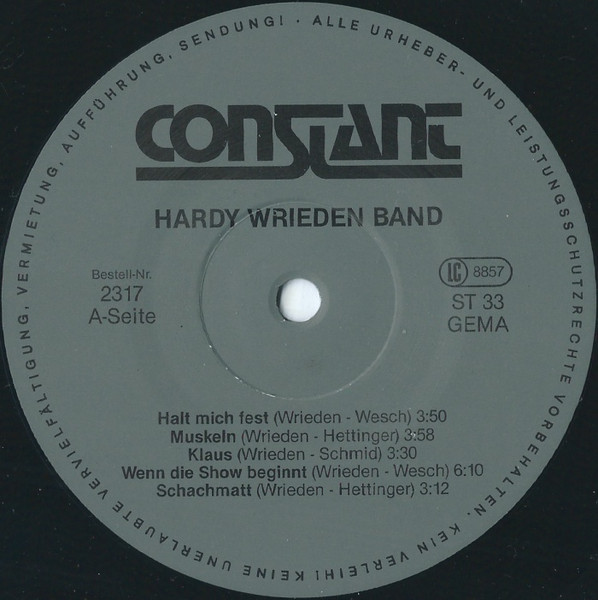 ALLE URHEBER- UND LEISTUNGSSCHUTZRECHTE VORBEHALTEN. KEIN VERLEIH! KEINE UNERLAUBTE VERVIELFÄLTIGUNG, VERMIETUNG, AUFFÜHRUNG, SENDUNG! ·
CONSTANT
HARDY WRIEDEN BAND
Bestell-Nr.
2317
A-Seite
LC 8857
ST 33
GEMA
Halt mich fest (Wrieden - Wesch) 3:50
Muskeln (Wrieden - Hettinger) 3:58
Klaus (Wrieden - Schmid) 3:30
Wenn die Show beginnt (Wrieden - Wesch) 6:10
Schachmatt (Wrieden - Hettinger) 3:12